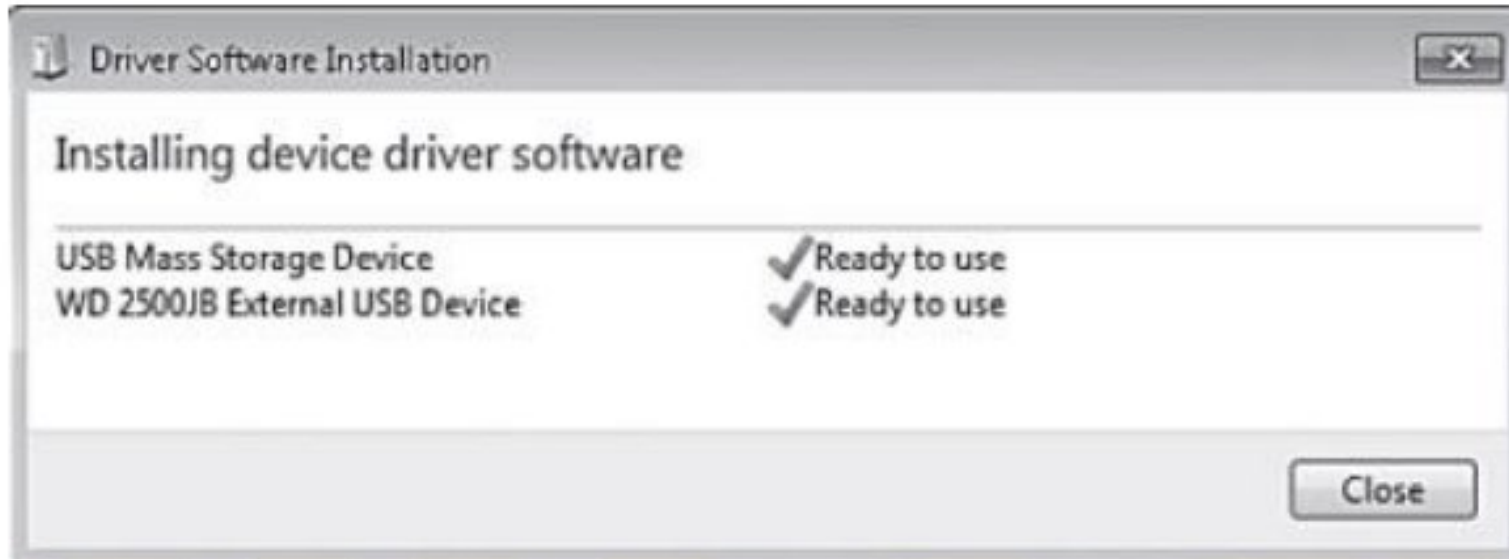 Driver Software Installation
Installing device driver software
USB Mass Storage Device Ready to use
WD 2500JB External USB Device Ready to use
Close